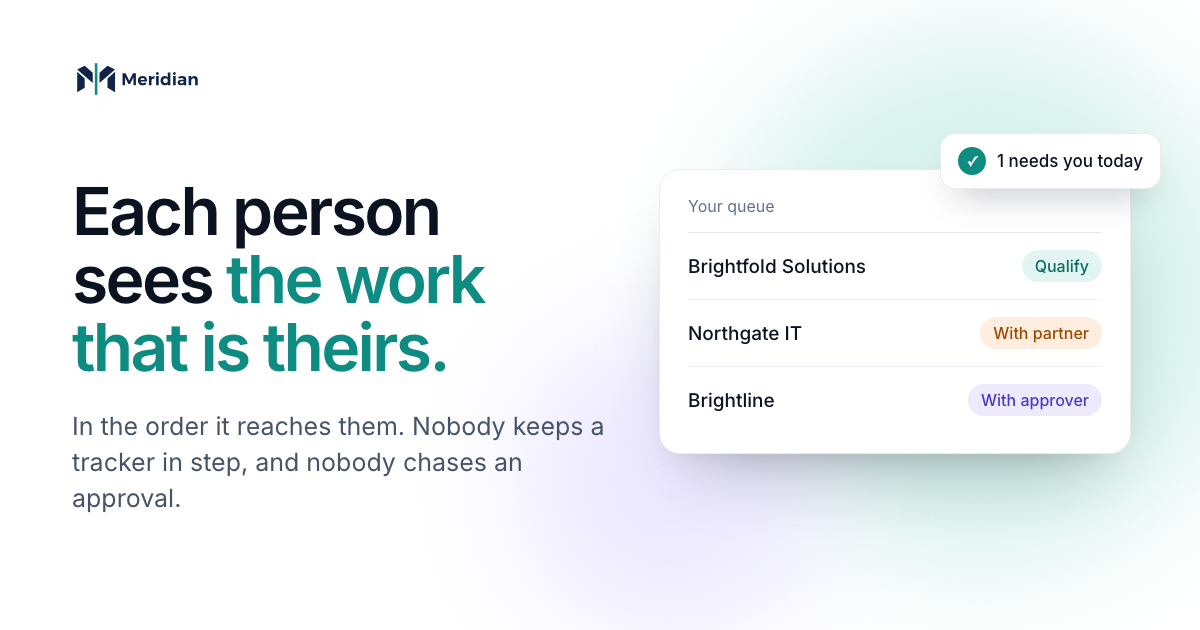 Meridian
Each person
sees the work
that is theirs.
In the order it reaches them. Nobody keeps a
tracker in step, and nobody chases an
approval.
1 needs you today
Your queue
Brightfold Solutions
Qualify
Northgate IT
With partner
Brightline
With approver